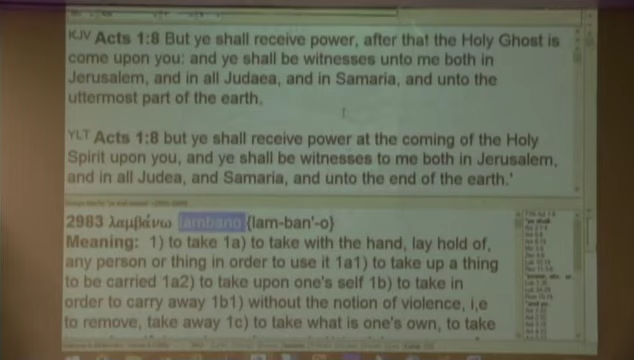 KJV Acts 1:8 But ye shall receive power, after that the Holy Ghost is
come upon you: and ye shall be witnesses unto me both in
Jerusalem, and in all Judaea, and in Samaria, and unto the
uttermost part of the earth.
YLT Acts 1:8 but ye shall receive power at the coming of the Holy
Spirit upon you, and ye shall be witnesses to me both in Jerusalem,
and in all Judea, and Samaria, and unto the end of the earth.'
2983 λαμβάνω lambano {lam-ban'-o}
Meaning: 1) to take 1a) to take with the hand, lay hold of,
any person or thing in order to use it 1a1) to take up a thing
to be carried 1a2) to take upon one's self 1b) to take in
order to carry away 1b1) without the notion of violence, i,e
to remove, take away 1c) to take what is one's own, to take